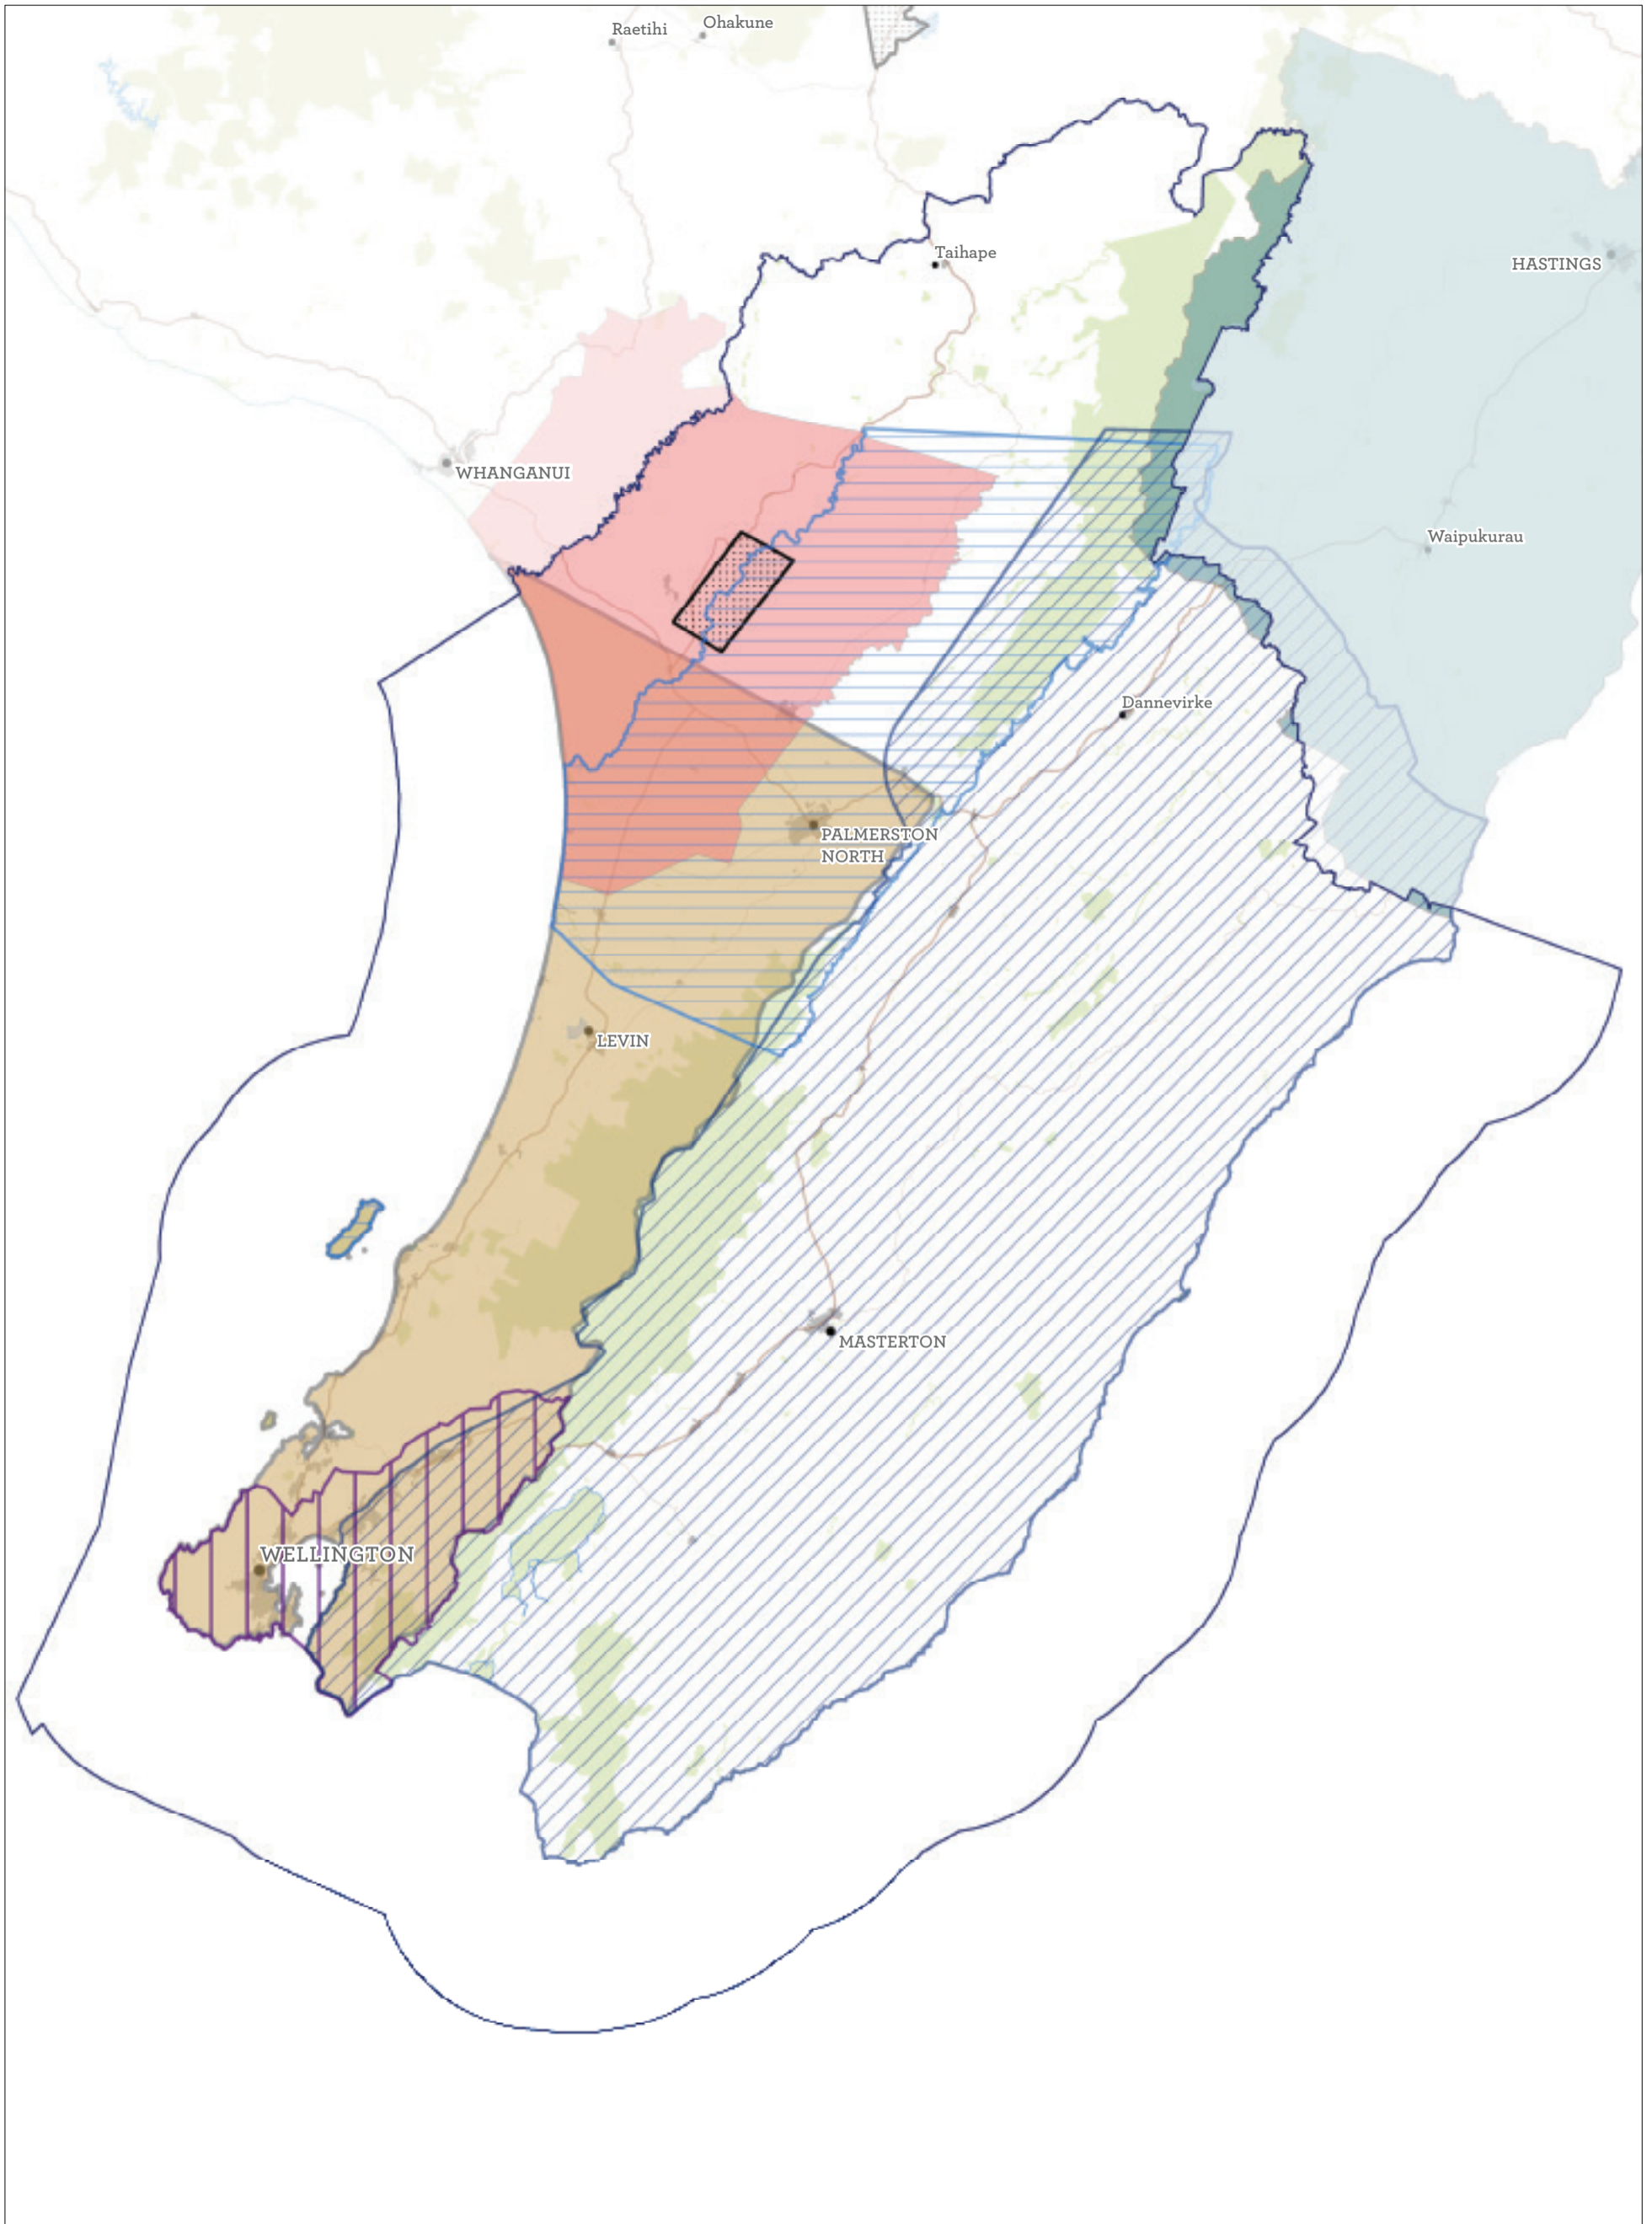 Raetihi
Ohakune
Taihape
HASTINGS
WHANGANUI
Waipukurau
Dannevirke
PALMERSTON
NORTH
LEVIN
MASTERTON
WELLINGTON